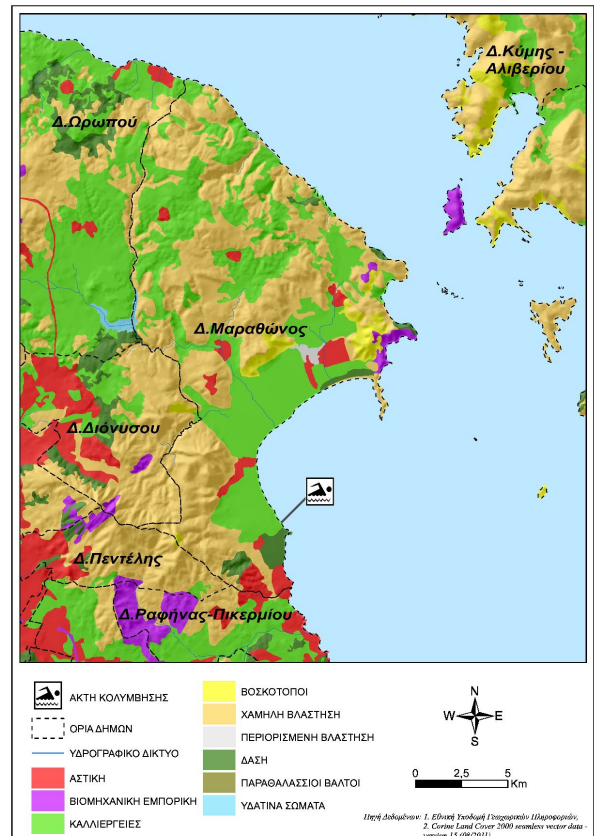 Δ.Κύμης -
Αλιβερίου
Δ.Ωρωπού
Δ.Μαραθώνος
Δ.Διόνυσου
Δ.Πεντέλης
Δ.Ραφήνας-Πικερμίου
ΑΚΤΗ ΚΟΛΥΜΒΗΣΗΣ
ΟΡΙΑ ΔΗΜΩΝ
ΥΔΡΟΓΡΑΦΙΚΟ ΔΙΚΤΥΟ
ΑΣΤΙΚΗ
ΒΙΟΜΗΧΑΝΙΚΗ ΕΜΠΟΡΙΚΗ
ΚΑΛΛΙΕΡΓΕΙΕΣ
ΒΟΣΚΟΤΟΠΟΙ
ΧΑΜΗΛΗ ΒΛΑΣΤΗΣΗ
ΠΕΡΙΟΡΙΣΜΕΝΗ ΒΛΑΣΤΗΣΗ
ΔΑΣΗ
ΠΑΡΑΘΑΛΑΣΣΙΟΙ ΒΑΛΤΟΙ
ΥΔΑΤΙΝΑ ΣΩΜΑΤΑ
N
W E
S
0 2,5 5
Km
Πηγή Δεδομένων: 1. Εθνική Υποδομή Γεωχωρικών Πληροφοριών,
2. Corine Land Cover 2000 seamless vector data -
version 15 (08/2011)